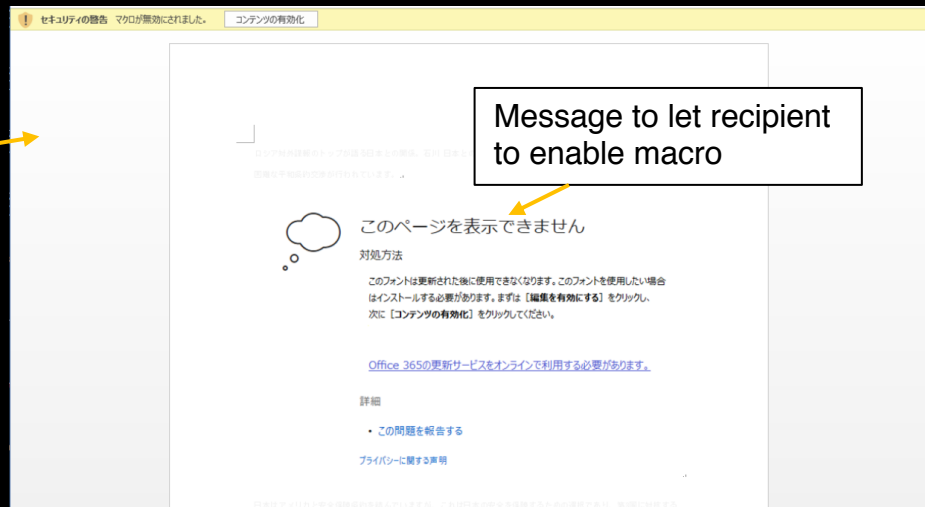 セキュリティの警告 マクロが無効にされました。 コンテンツの有効化
Message to let recipient
to enable macro
このページを表示できません
対処方法
このフォントは更新された後に使用できなくなります。このフォントを使用したい場合
はインストールする必要があります。まずは [編集を有効にする] をクリックし、
次に [コンテンツの有効化] をクリックしてください。
Office 365の更新サービスをオンラインで利用する必要があります。
詳細
• この問題を報告する
プライバシーに関する声明